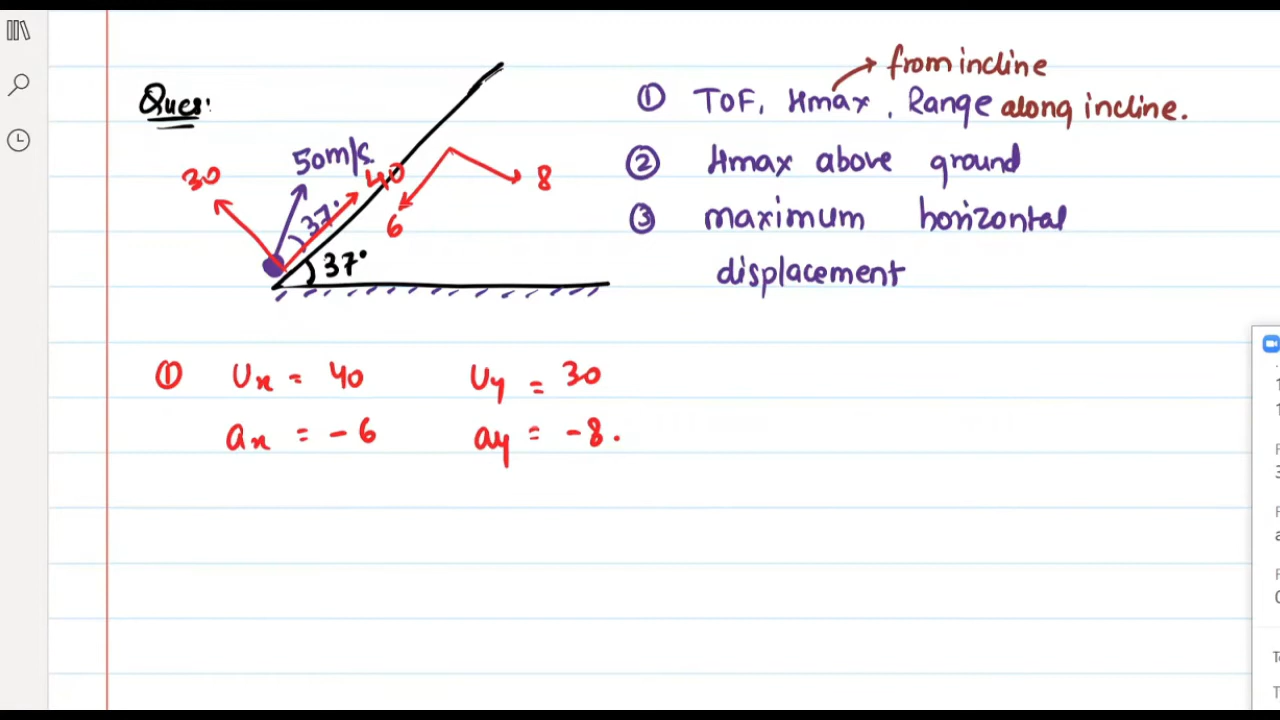 Ques:
from incline
① ToF, Hmax, Range along incline.
② Hmax above ground
③ maximum horizontal
displacement
50m/s.
30
40
8
37°
6
37°
① Ux = 40 Uy = 30
ax = -6 ay = -8.